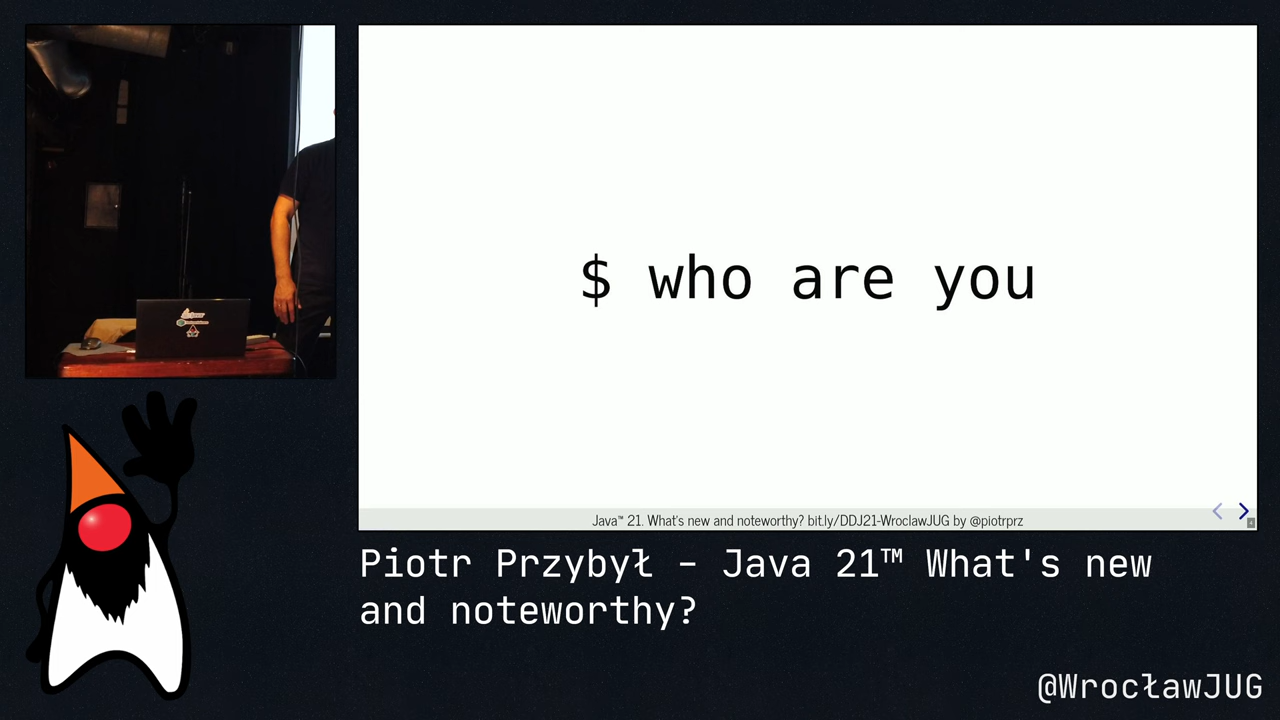 $ who are you
Java™ 21. What's new and noteworthy? bit.ly/DDJ21-WroclawJUG by @piotrprz
Piotr Przybył – Java 21™ What's new
and noteworthy?
@WrocławJUG